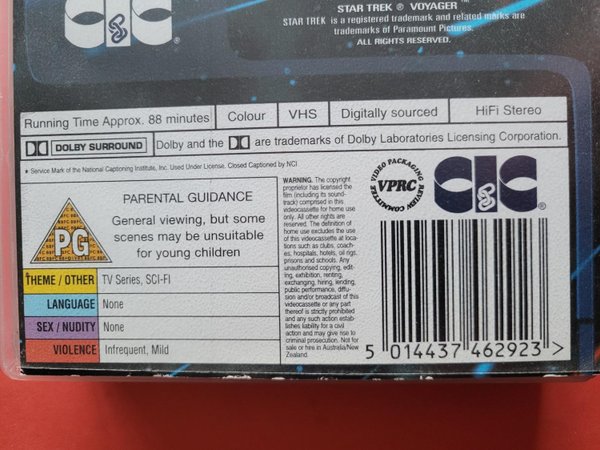 STAR TREK ® VOYAGER ™
STAR TREK is a registered trademark and related marks are
trademarks of Paramount Pictures.
ALL RIGHTS RESERVED.
CIC
®
Running Time Approx. 88 minutes
Colour
VHS
Digitally sourced
HiFi Stereo
DOLBY SURROUND
Dolby and the
are trademarks of Dolby Laboratories Licensing Corporation.
* Service Mark of the National Captioning Institute, Inc. Used Under License. Closed Captioned by NCI
PG
PARENTAL GUIDANCE
General viewing, but some
scenes may be unsuitable
for young children
THEME / OTHER TV Series, SCI-FI
LANGUAGE None
SEX / NUDITY None
VIOLENCE Infrequent, Mild
WARNING. The copyright
proprietor has licensed the
film (including its sound-
track) comprised in this
videocassette for home use
only. All other rights are
reserved. The definition of
home use excludes the use
of this videocassette at loca-
tions such as clubs, coach-
es, hospitals, hotels, oil rigs,
prisons and schools. Any
unauthorised copying, edit-
ing, exhibition, renting,
exchanging, hiring, lending,
public performance, diffu-
sion and/or broadcast of this
videocassette or any part
thereof is strictly prohibited
and any such action estab-
lishes liability for a civil
action and may give rise to
criminal prosecution. Not for
sale or hire in Australia/New
Zealand.
VIDEO PACKAGING
VPRC
REVIEW COMMITTEE
CIC
®
5 014437 462923 >